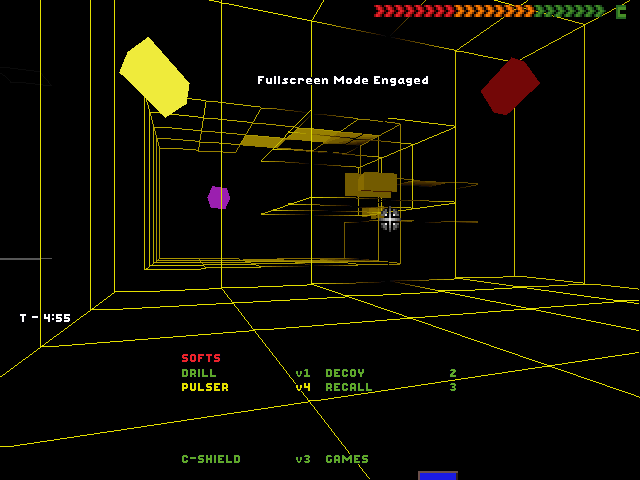 Fullscreen Mode Engaged
T - 4:55
SOFTS
DRILL v1 DECOY 2
PULSER v4 RECALL 3
C-SHIELD v3 GAMES